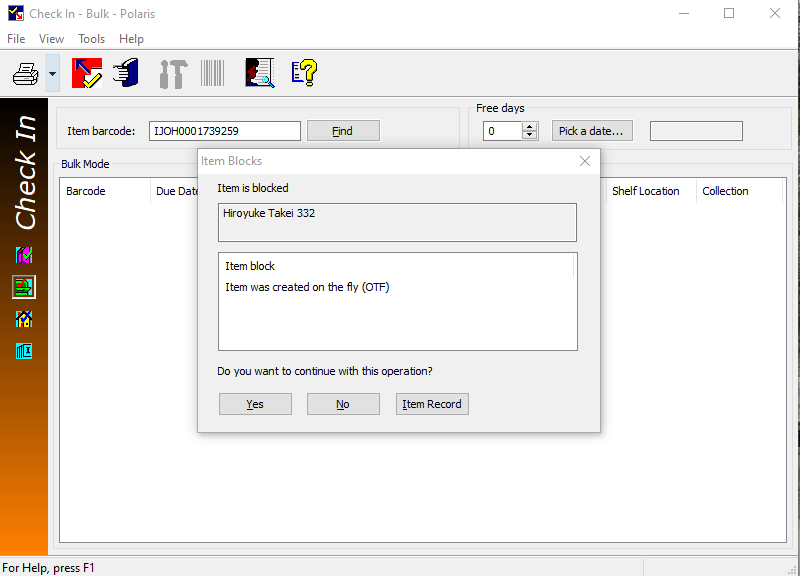 Check In - Bulk - Polaris
File View Tools Help
Check In
Item barcode: IJOH0001739259 Find
Free days
0 Pick a date...
Bulk Mode
Barcode Due Date Shelf Location Collection
Item Blocks
Item is blocked
Hiroyuke Takei 332
Item block
Item was created on the fly (OTF)
Do you want to continue with this operation?
Yes No Item Record
For Help, press F1